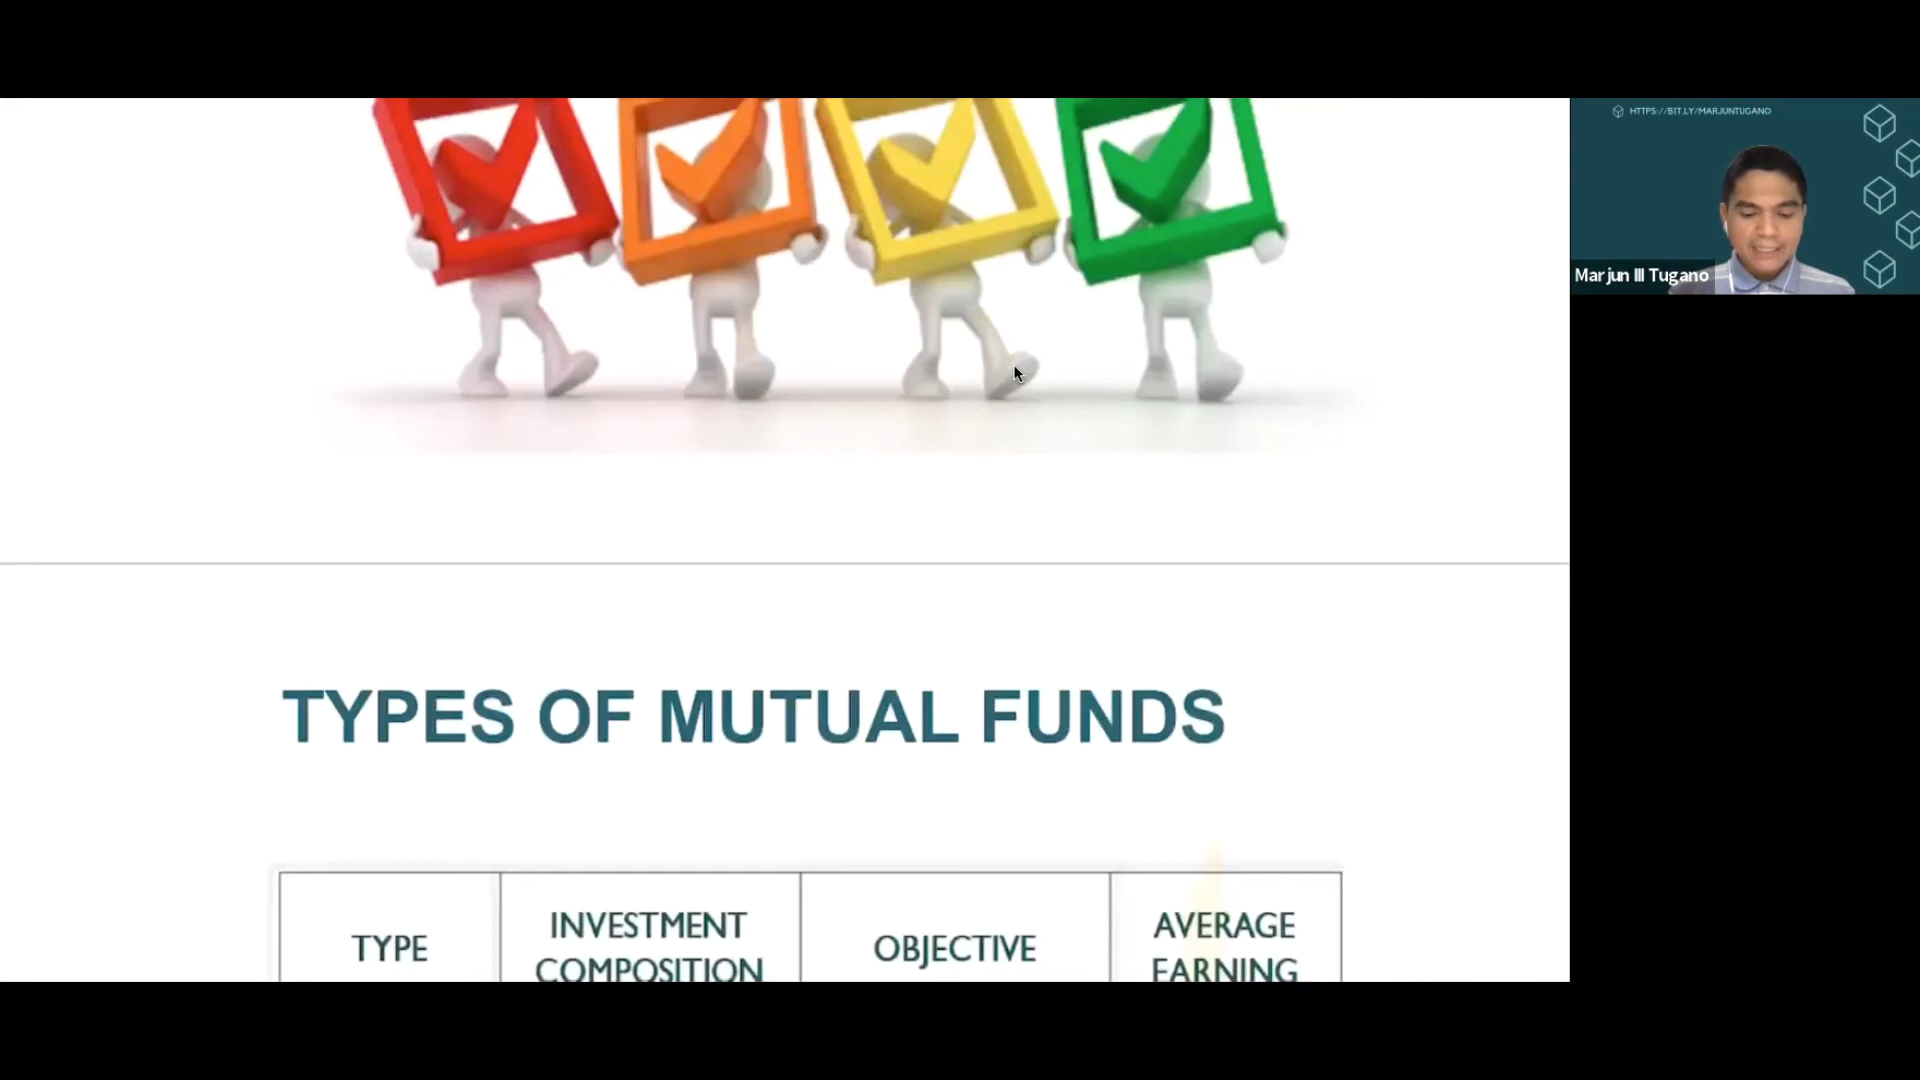 HTTPS://BIT.LY/MARJUNTUGANO
Marjun III Tugano
TYPES OF MUTUAL FUNDS
TYPE
INVESTMENT
COMPOSITION
OBJECTIVE
AVERAGE
EARNING